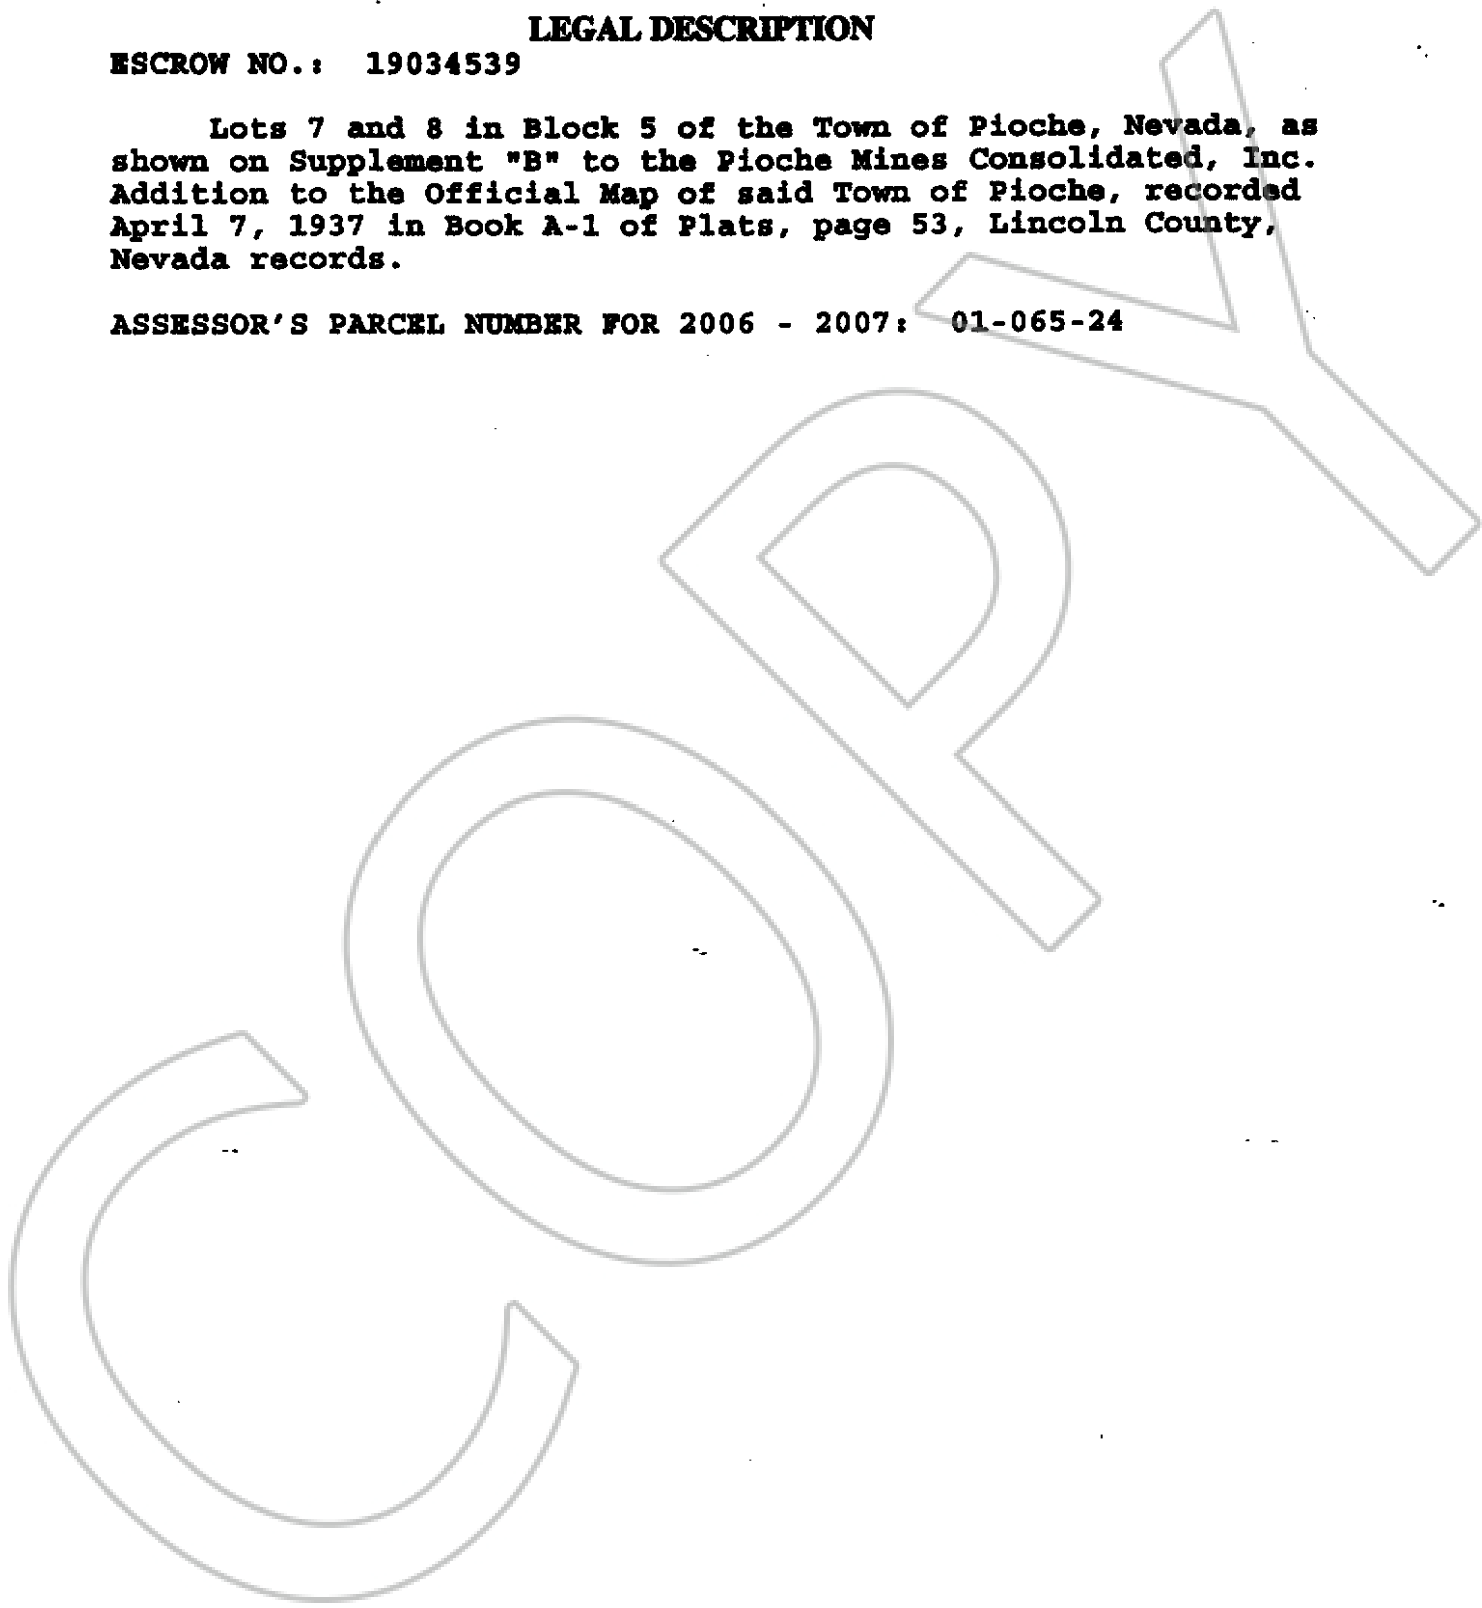 LEGAL DESCRIPTION
ESCROW NO.: 19034539
Lots 7 and 8 in Block 5 of the Town of Pioche, Nevada, as
shown on Supplement "B" to the Pioche Mines Consolidated, Inc.
Addition to the Official Map of said Town of Pioche, recorded
April 7, 1937 in Book A-1 of Plats, page 53, Lincoln County,
Nevada records.
ASSESSOR'S PARCEL NUMBER FOR 2006 - 2007: 01-065-24
COPY